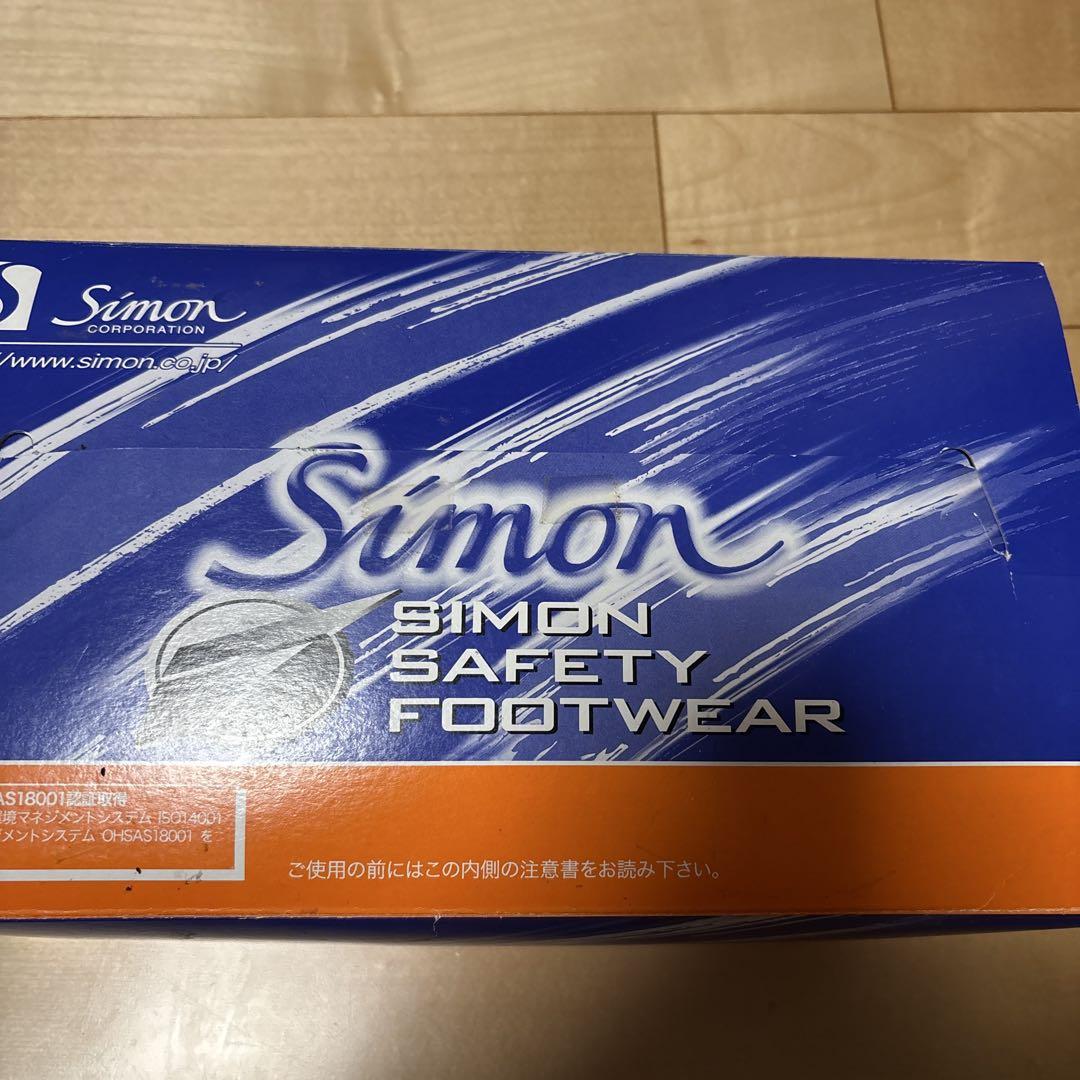 Simon
CORPORATION
//www.simon.co.jp/
Simon
SIMON
SAFETY
FOOTWEAR
AS18001認証取得
環境マネジメントシステム ISO14001
メントシステム OHSAS18001 を
ご使用の前にはこの内側の注意書をお読み下さい。